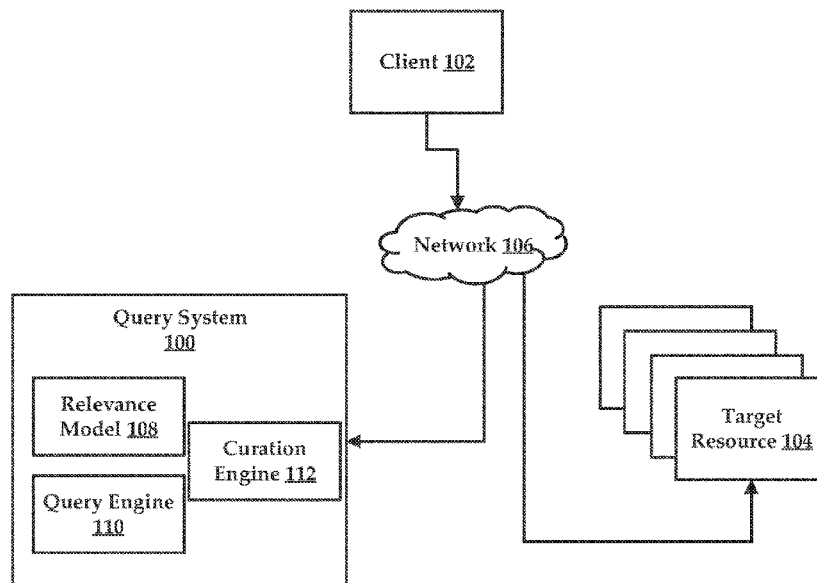 Client 102
Network 106
Query System
100
Relevance
Model 108
Curation
Engine 112
Query Engine
110
Target
Resource 104